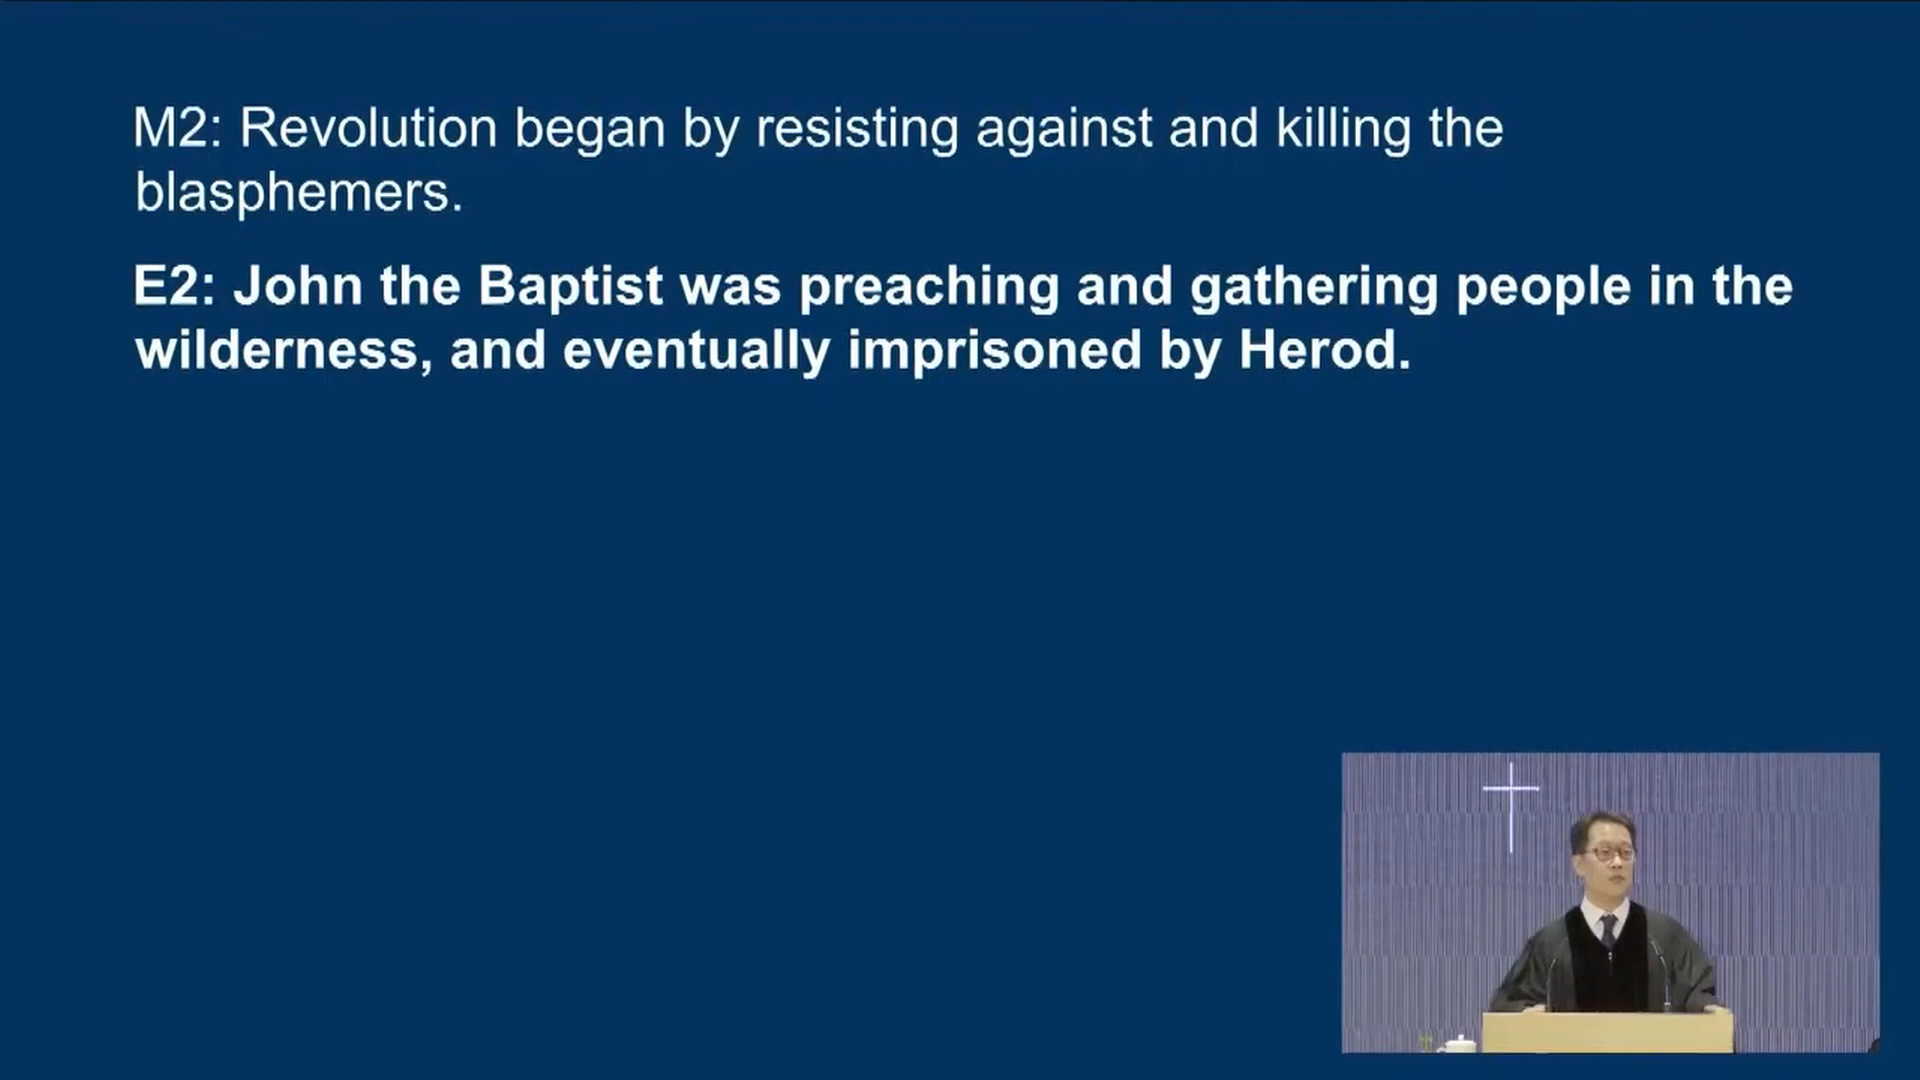 M2: Revolution began by resisting against and killing the
blasphemers.
E2: John the Baptist was preaching and gathering people in the
wilderness, and eventually imprisoned by Herod.